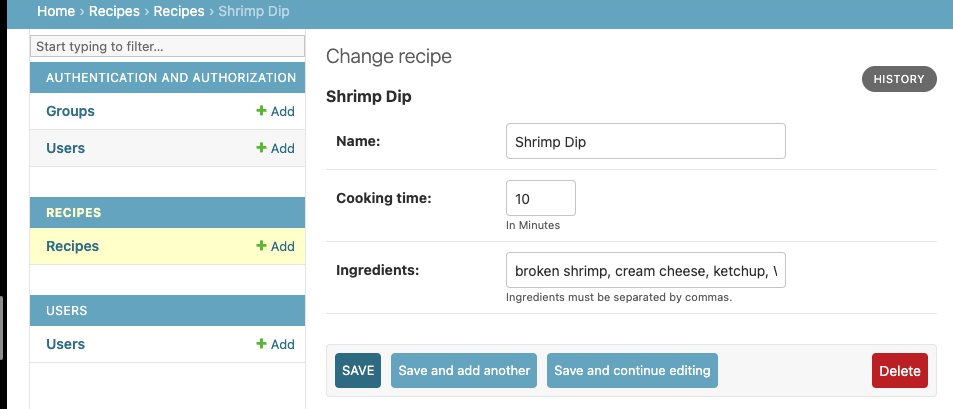 Home › Recipes › Recipes › Shrimp Dip
Start typing to filter...
AUTHENTICATION AND AUTHORIZATION
Groups + Add
Users + Add
RECIPES
Recipes + Add
USERS
Users + Add
Change recipe
HISTORY
Shrimp Dip
Name: Shrimp Dip
Cooking time: 10
In Minutes
Ingredients: broken shrimp, cream cheese, ketchup,
Ingredients must be separated by commas.
SAVE Save and add another Save and continue editing Delete